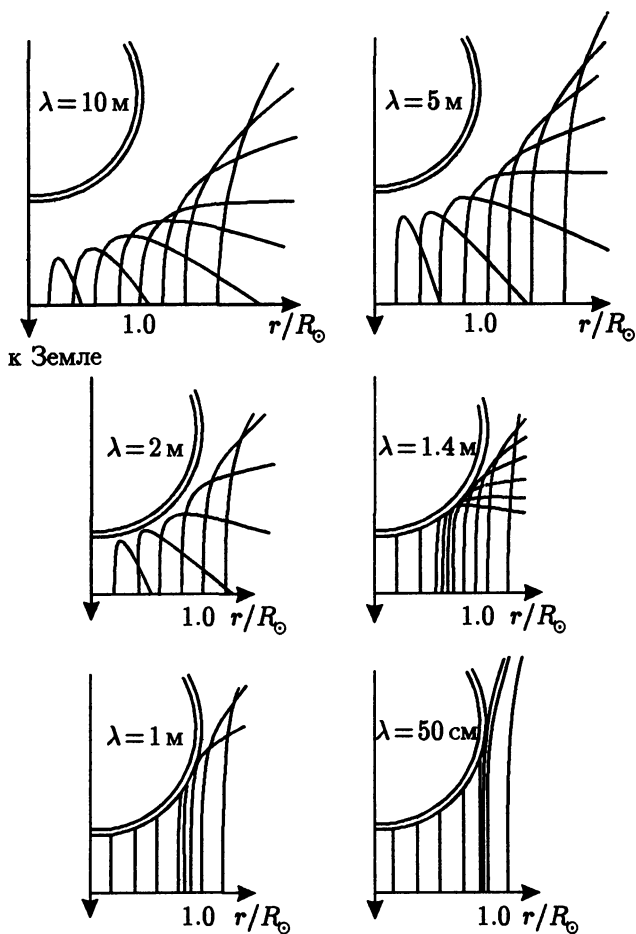 λ = 10 м
1.0 r/R⊙
к Земле
λ = 5 м
1.0 r/R⊙
λ = 2 м
1.0 r/R⊙
λ = 1.4 м
1.0 r/R⊙
λ = 1 м
1.0 r/R⊙
λ = 50 см
1.0 r/R⊙